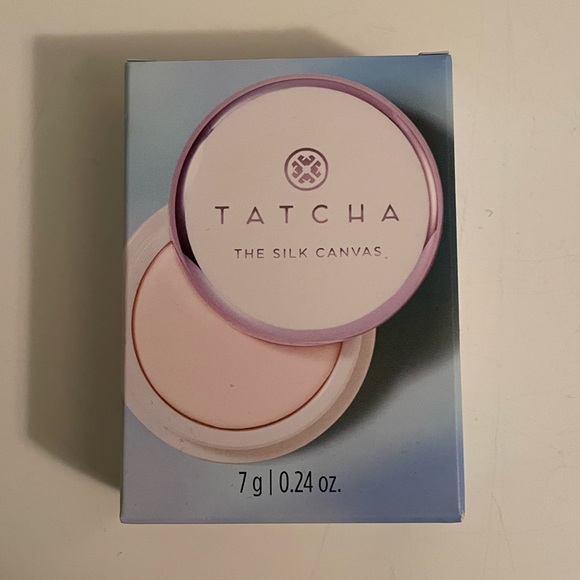 TATCHA
THE SILK CANVAS
7 g | 0.24 oz.